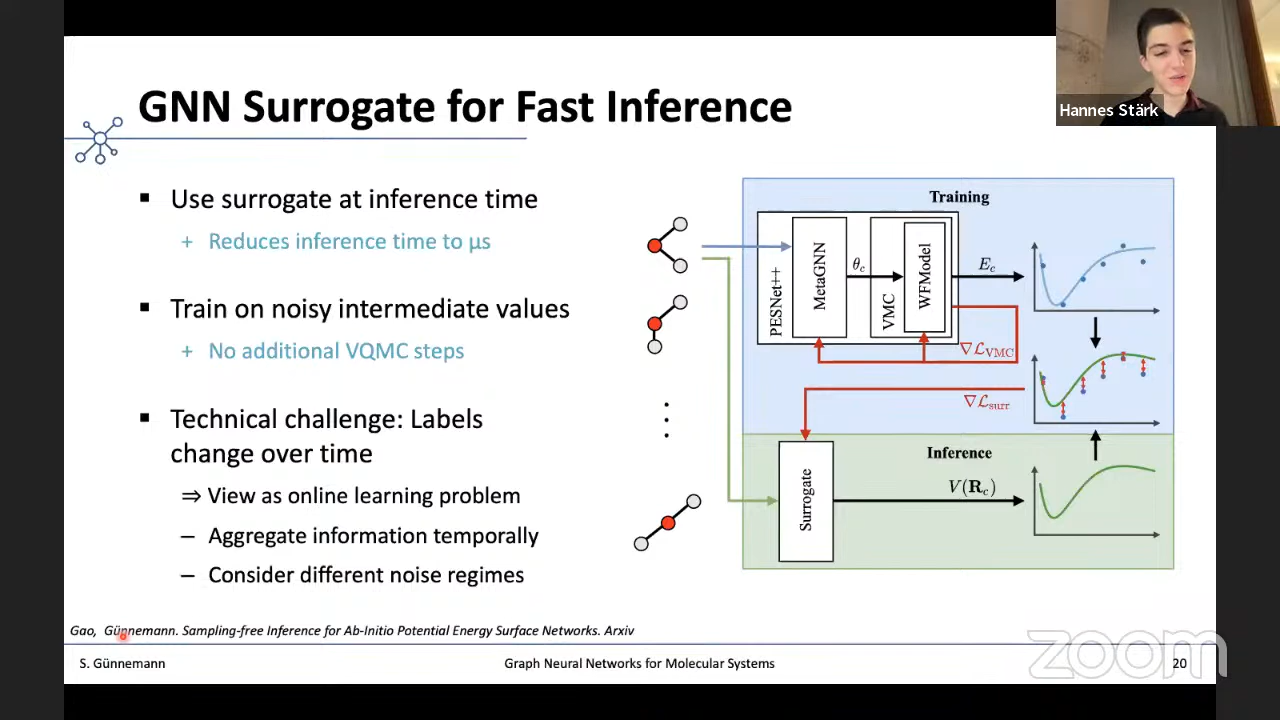 Hannes Stärk
GNN Surrogate for Fast Inference
▪ Use surrogate at inference time
+ Reduces inference time to μs
▪ Train on noisy intermediate values
+ No additional VQMC steps
▪ Technical challenge: Labels
change over time
⇒ View as online learning problem
– Aggregate information temporally
– Consider different noise regimes
Training
PESNet++
MetaGNN
θc
VMC
WFModel
Ec
∇ℒVMC
∇ℒsurr
Inference
Surrogate
V(Rc)
Gao, Günnemann. Sampling-free Inference for Ab-Initio Potential Energy Surface Networks. Arxiv
S. Günnemann
Graph Neural Networks for Molecular Systems
20
zoom